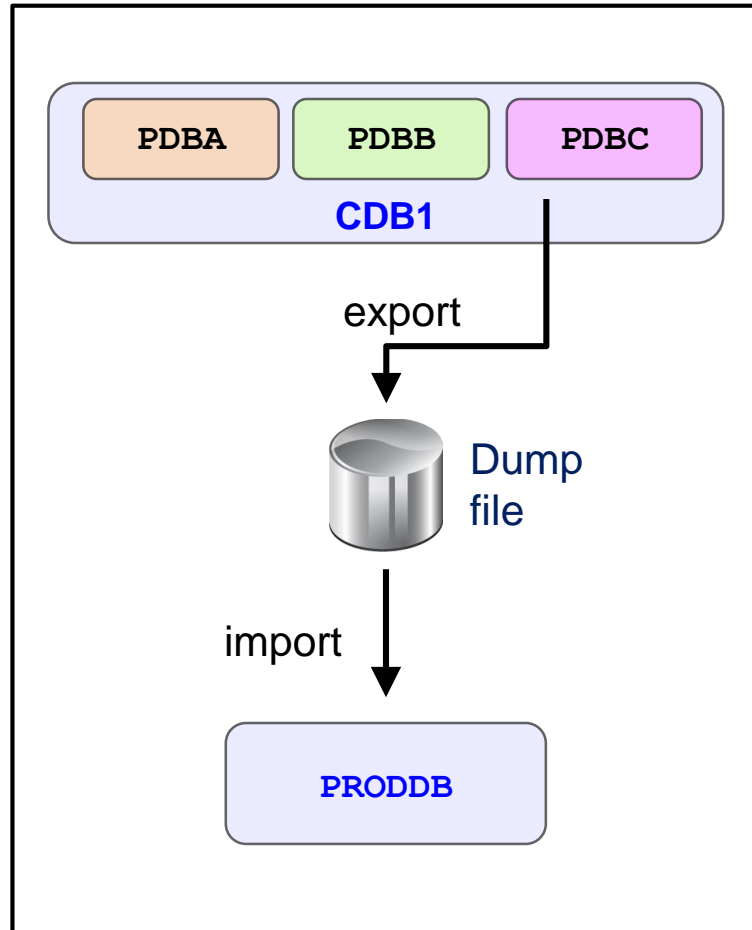 PDBA PDBB PDBC
CDB1
export
Dump
file
import
PRODDB